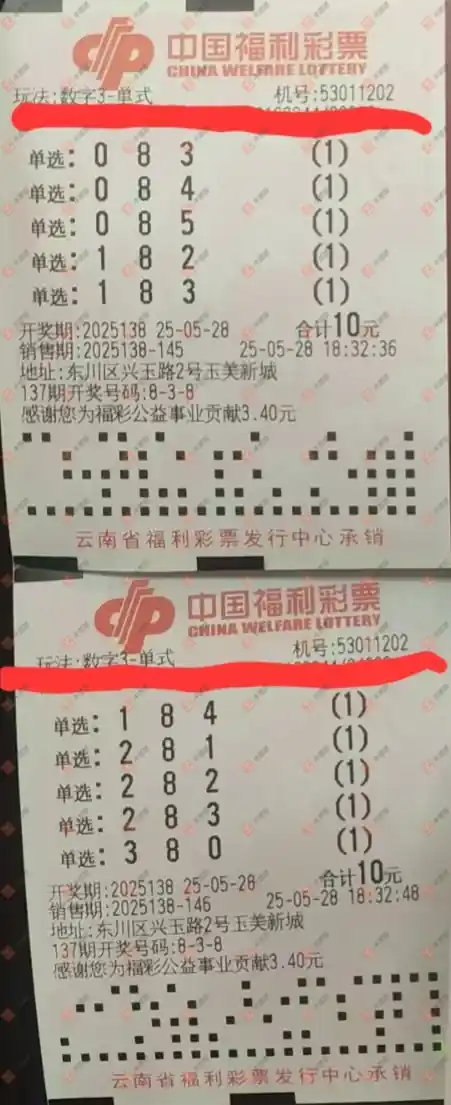 中国福利彩票
CHINA WELFARE LOTTERY
玩法:数字3-单式 机号:53011202
单选: 0 8 3 (1)
单选: 0 8 4 (1)
单选: 0 8 5 (1)
单选: 1 8 2 (1)
单选: 1 8 3 (1)
开奖期:2025138 25-05-28 合计10元
销售期:2025138-145 25-05-28 18:32:36
地址:东川区兴玉路2号玉美新城
137期开奖号码:8-3-8
感谢您为福彩公益事业贡献3.40元
云南省福利彩票发行中心承销
中国福利彩票
CHINA WELFARE LOTTERY
玩法:数字3-单式 机号:53011202
单选: 1 8 4 (1)
单选: 2 8 1 (1)
单选: 2 8 2 (1)
单选: 2 8 3 (1)
单选: 3 8 0 (1)
开奖期:2025138 25-05-28 合计10元
销售期:2025138-146 25-05-28 18:32:48
地址:东川区兴玉路2号玉美新城
137期开奖号码:8-3-8
感谢您为福彩公益事业贡献3.40元
云南省福利彩票发行中心承销